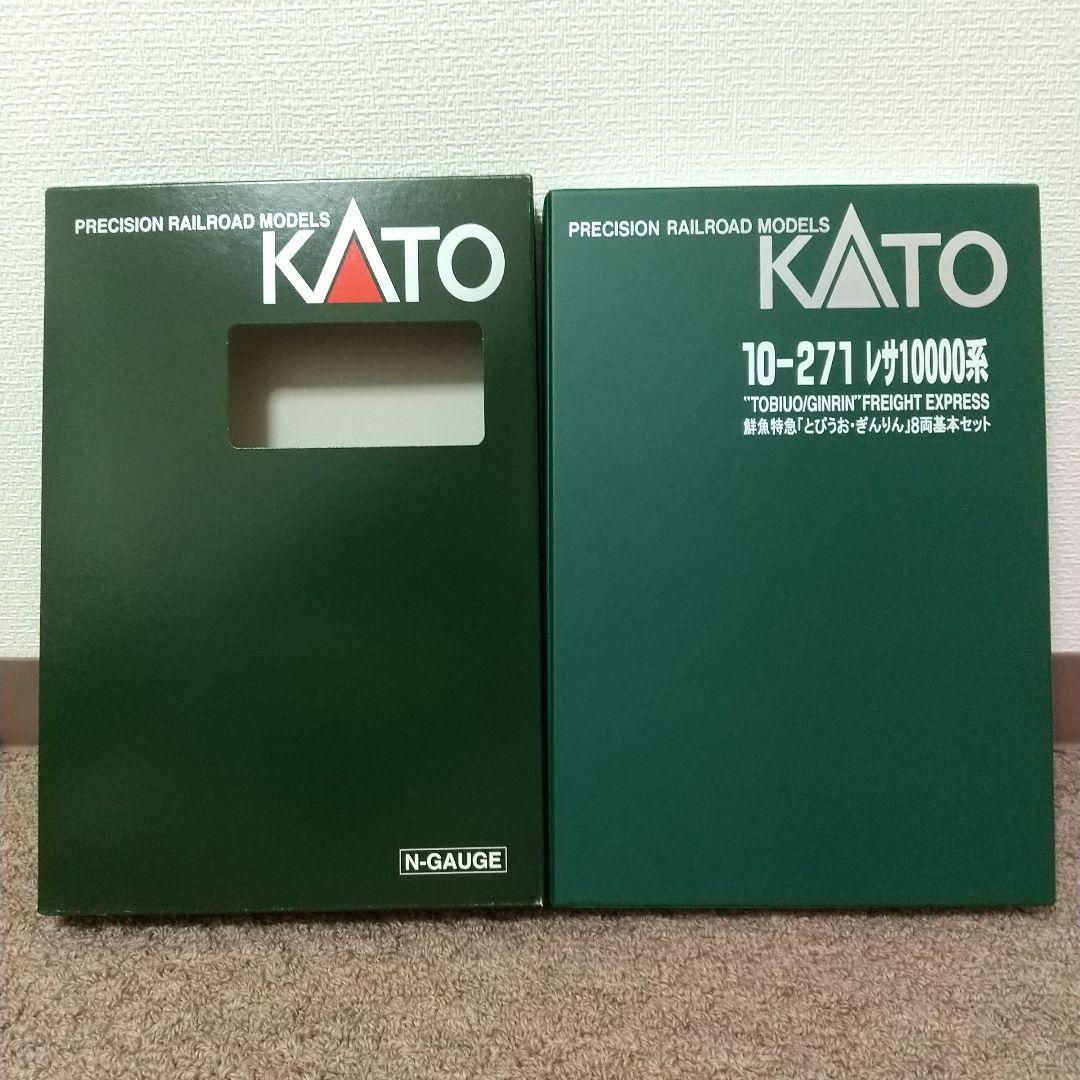 PRECISION RAILROAD MODELS
KATO
N-GAUGE
PRECISION RAILROAD MODELS
KATO
10-271 レサ10000系
"TOBIUO/GINRIN" FREIGHT EXPRESS
鮮魚特急「とびうお・ぎんりん」8両基本セット